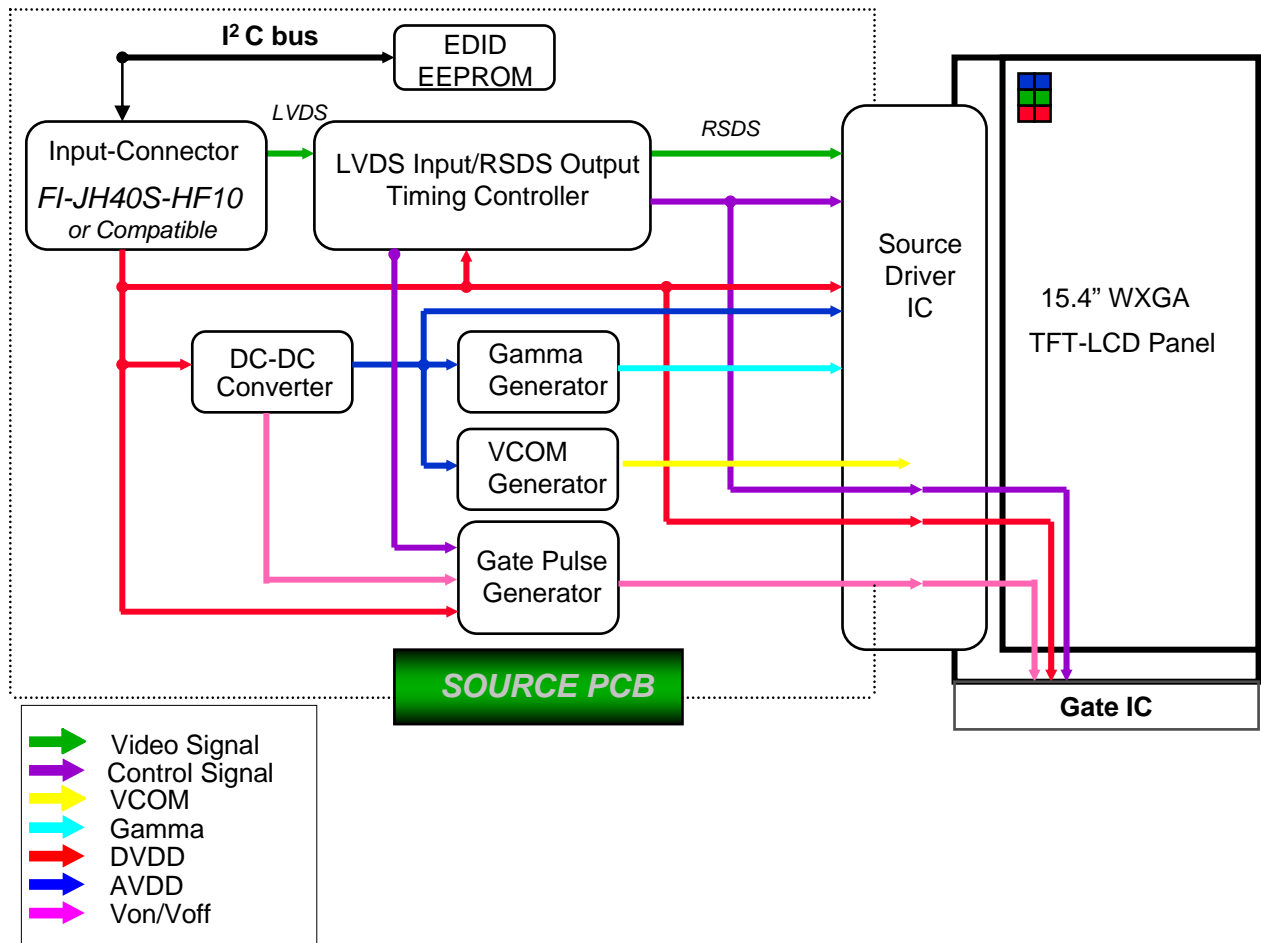 I² C bus
EDID
EEPROM
LVDS
RSDS
Input-Connector
FI-JH40S-HF10
or Compatible
LVDS Input/RSDS Output
Timing Controller
Source
Driver
IC
15.4” WXGA
TFT-LCD Panel
DC-DC
Converter
Gamma
Generator
VCOM
Generator
Gate Pulse
Generator
SOURCE PCB
Gate IC
Video Signal
Control Signal
VCOM
Gamma
DVDD
AVDD
Von/Voff